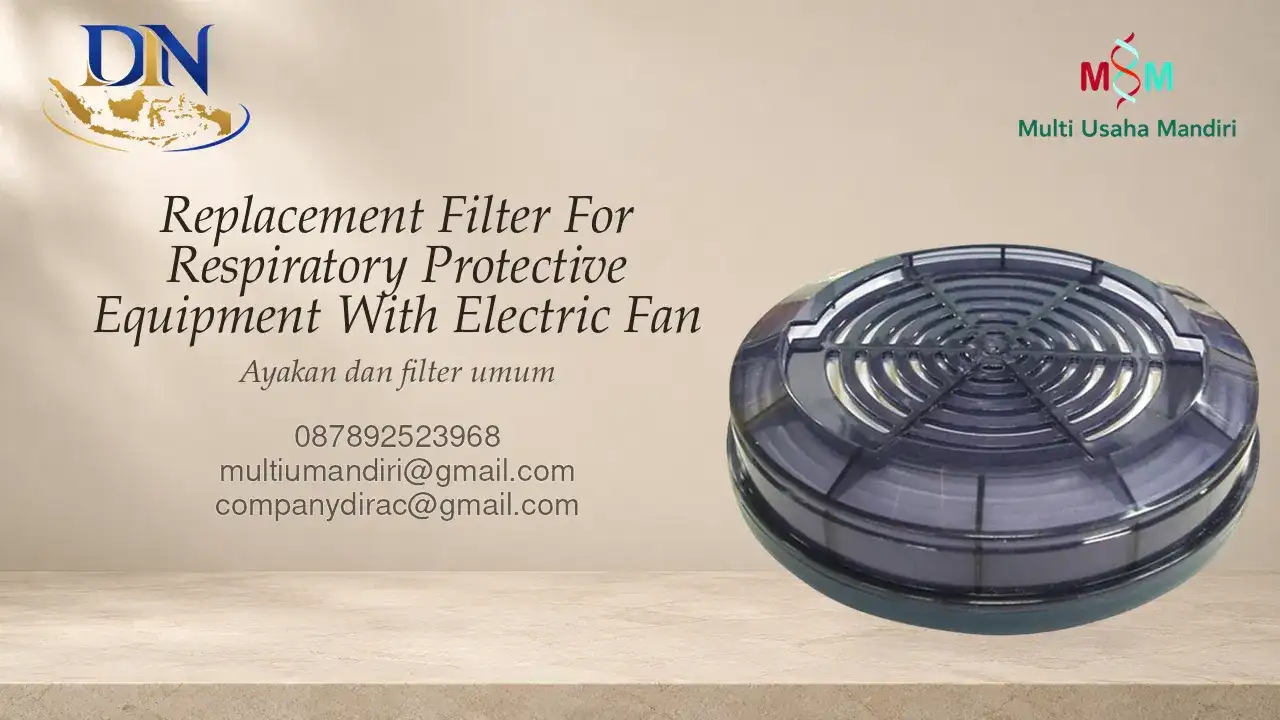 DN
M M
Multi Usaha Mandiri
Replacement Filter For
Respiratory Protective
Equipment With Electric Fan
Ayakan dan filter umum
087892523968
multiumandiri@gmail.com
companydirac@gmail.com